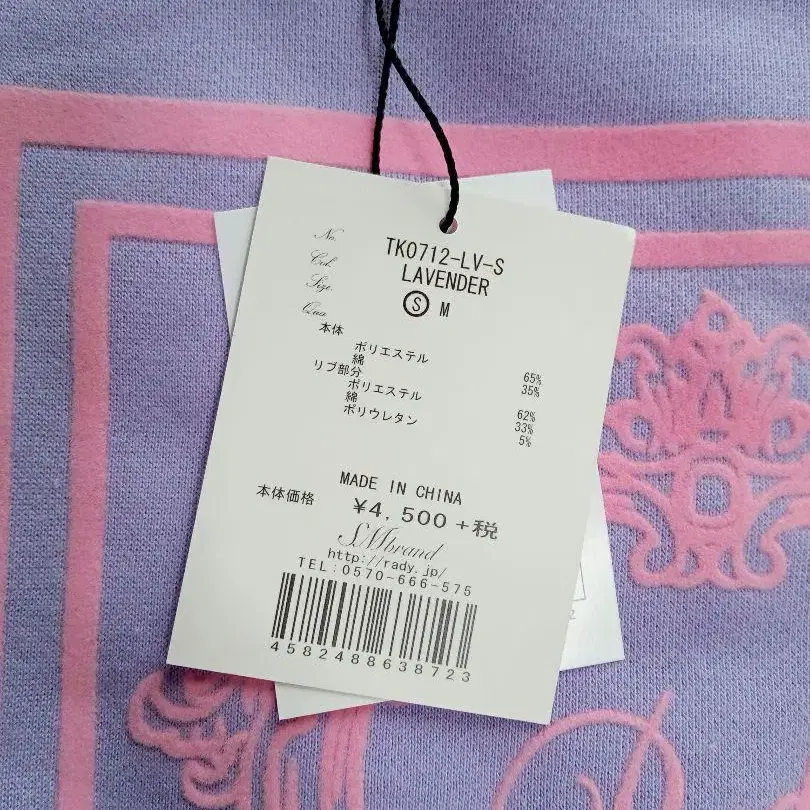 No. TK0712-LV-S
Col. LAVENDER
Size. S M
Qua
本体
ポリエステル 65%
綿 35%
リブ部分
ポリエステル 62%
綿 33%
ポリウレタン 5%
MADE IN CHINA
本体価格 ¥4,500+税
SMbrand
http://rady.jp/
TEL:0570-666-575
4582488638723